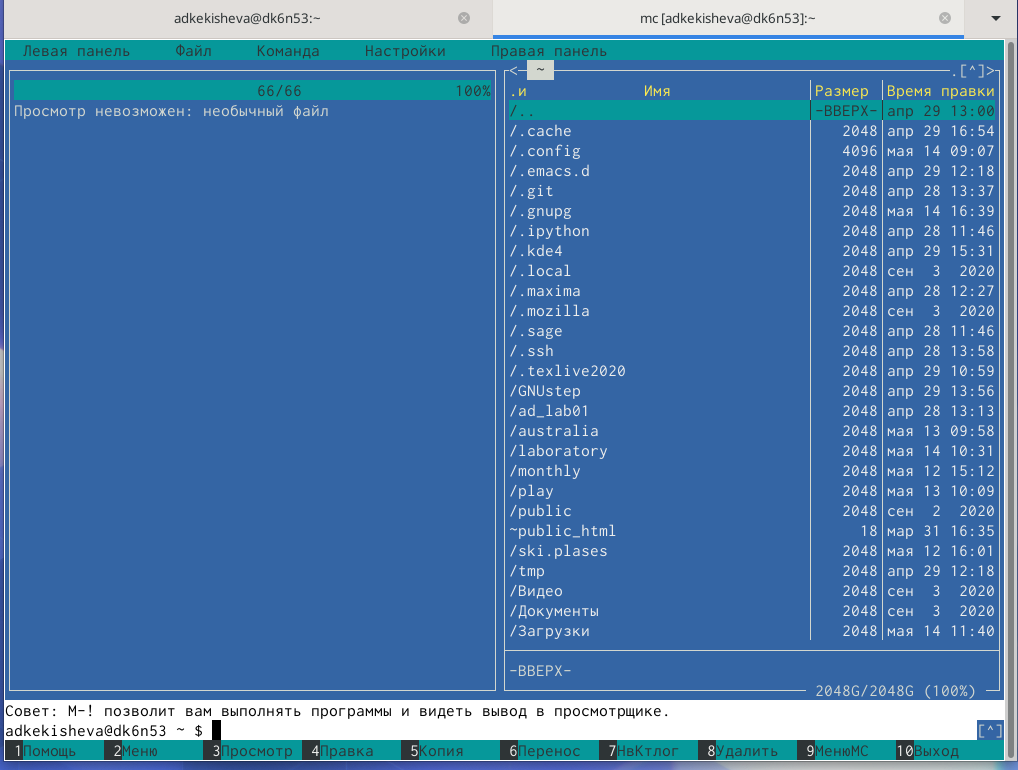 adkekisheva@dk6n53:~ mc [adkekisheva@dk6n53]:~
Левая панель Файл Команда Настройки Правая панель
<- ~ .[^]>
66/66 100%
Просмотр невозможен: необычный файл
.и Имя Размер Время правки
/.. -ВВЕРХ- апр 29 13:00
/.cache 2048 апр 29 16:54
/.config 4096 мая 14 09:07
/.emacs.d 2048 апр 29 12:18
/.git 2048 апр 28 13:37
/.gnupg 2048 мая 14 16:39
/.ipython 2048 апр 28 11:46
/.kde4 2048 апр 29 15:31
/.local 2048 сен 3 2020
/.maxima 2048 апр 28 12:27
/.mozilla 2048 сен 3 2020
/.sage 2048 апр 28 11:46
/.ssh 2048 апр 28 13:58
/.texlive2020 2048 апр 29 10:59
/GNUstep 2048 апр 29 13:56
/ad_lab01 2048 апр 28 13:13
/australia 2048 мая 13 09:58
/laboratory 2048 мая 14 10:31
/monthly 2048 мая 12 15:12
/play 2048 мая 13 10:09
/public 2048 сен 2 2020
~public_html 18 мар 31 16:35
/ski.plases 2048 мая 12 16:01
/tmp 2048 апр 29 12:18
/Видео 2048 сен 3 2020
/Документы 2048 сен 3 2020
/Загрузки 2048 мая 14 11:40
-ВВЕРХ-
2048G/2048G (100%)
Совет: M-! позволит вам выполнять программы и видеть вывод в просмотрщике.
adkekisheva@dk6n53 ~ $ [^]
1Помощь 2Меню 3Просмотр 4Правка 5Копия 6Перенос 7НвКтлог 8Удалить 9МенюMC 10Выход